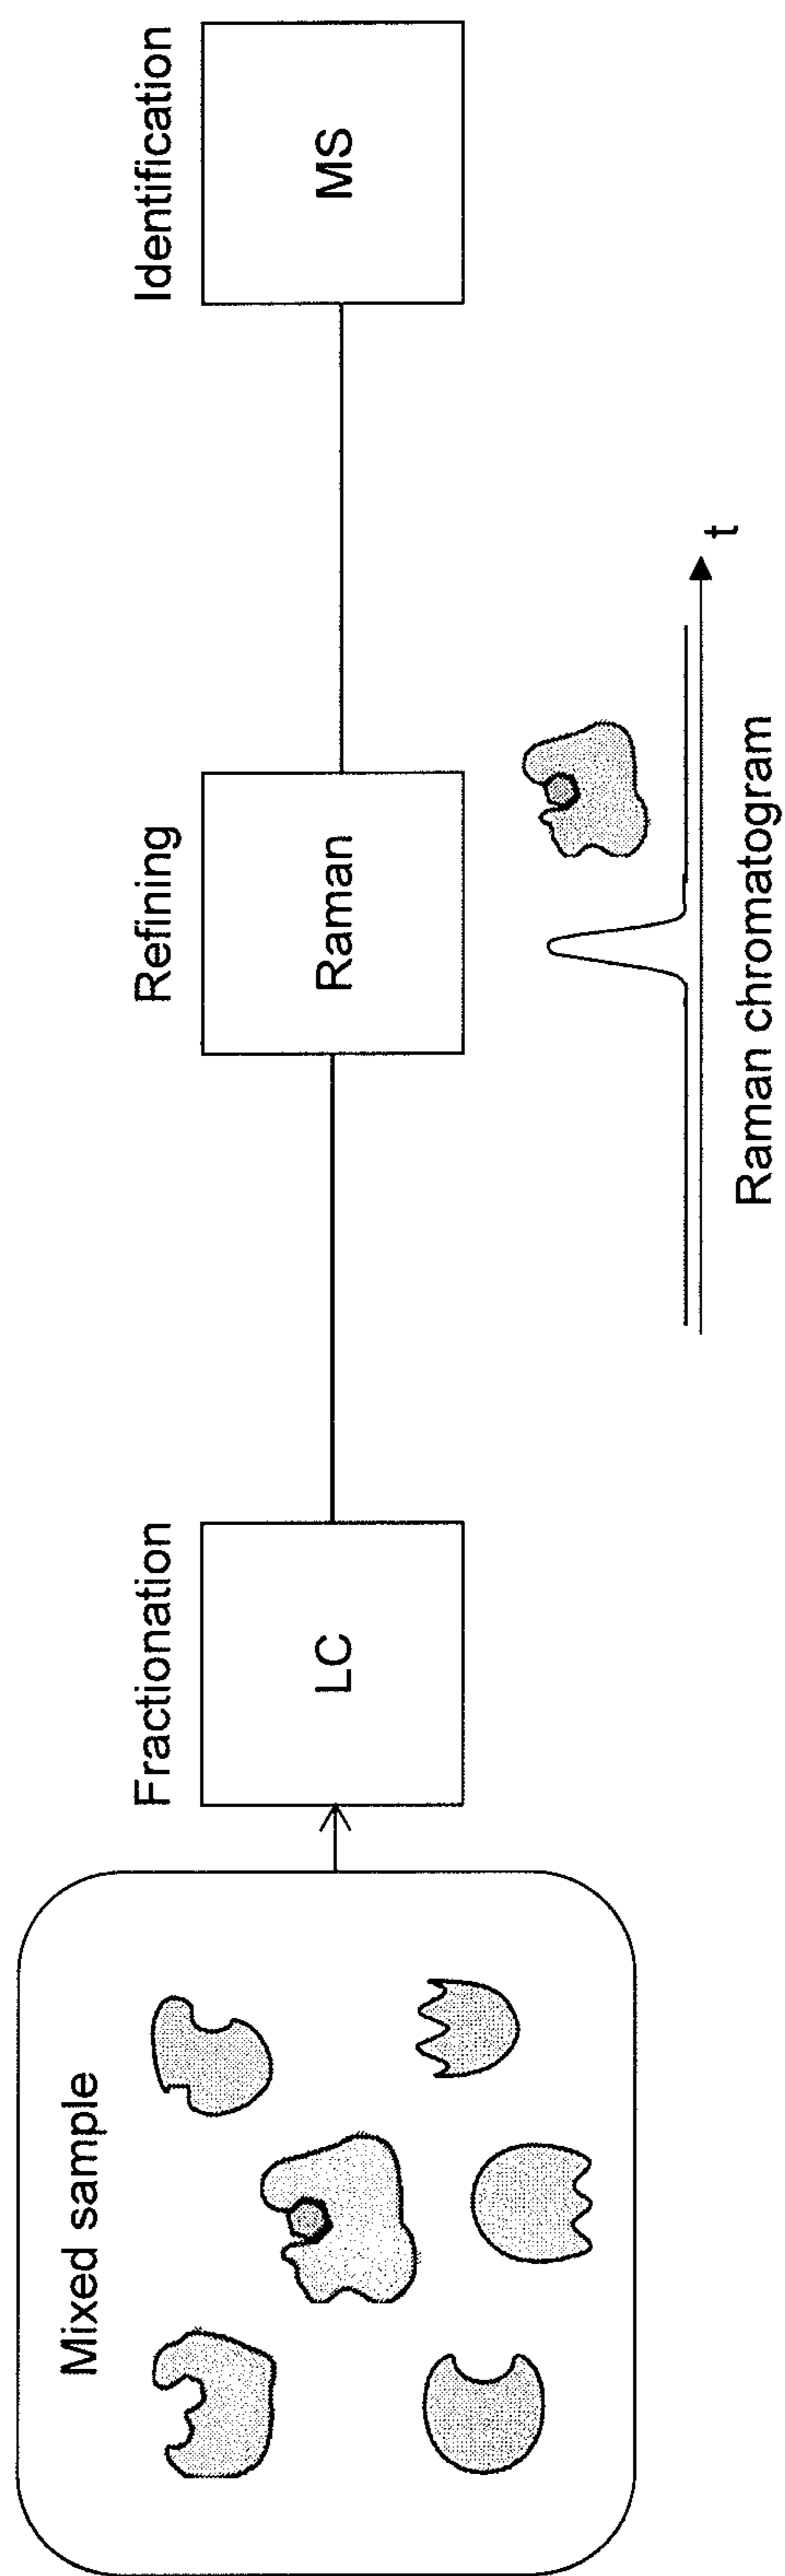 Mixed sample
Fractionation
LC
Refining
Raman
Identification
MS
t
Raman chromatogram